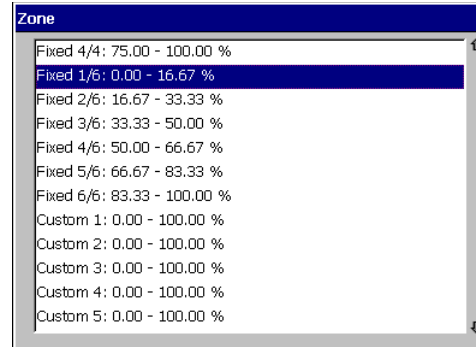 Zone
Fixed 4/4: 75.00 - 100.00 %
Fixed 1/6: 0.00 - 16.67 %
Fixed 2/6: 16.67 - 33.33 %
Fixed 3/6: 33.33 - 50.00 %
Fixed 4/6: 50.00 - 66.67 %
Fixed 5/6: 66.67 - 83.33 %
Fixed 6/6: 83.33 - 100.00 %
Custom 1: 0.00 - 100.00 %
Custom 2: 0.00 - 100.00 %
Custom 3: 0.00 - 100.00 %
Custom 4: 0.00 - 100.00 %
Custom 5: 0.00 - 100.00 %